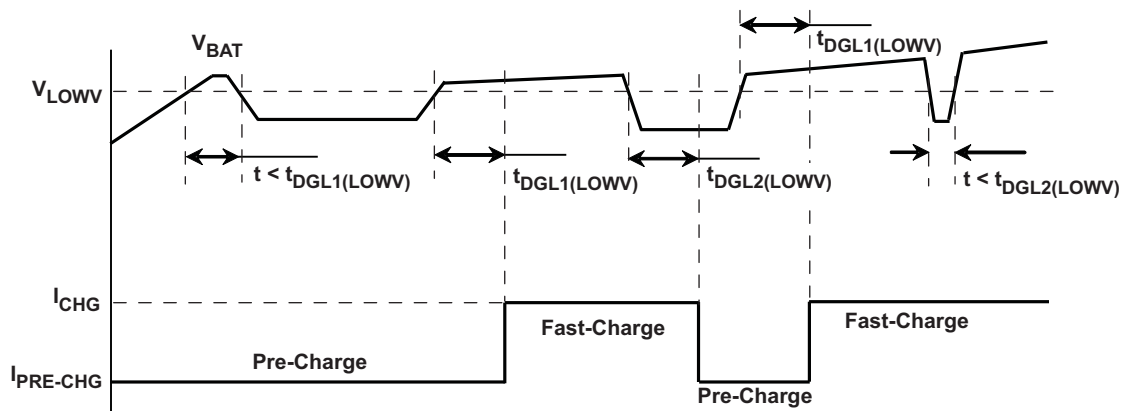 t_DGL1(LOWV)
V_BAT
V_LOWV
t < t_DGL1(LOWV)
t_DGL1(LOWV)
t_DGL2(LOWV)
t < t_DGL2(LOWV)
I_CHG
Fast-Charge
Fast-Charge
Pre-Charge
I_PRE-CHG
Pre-Charge